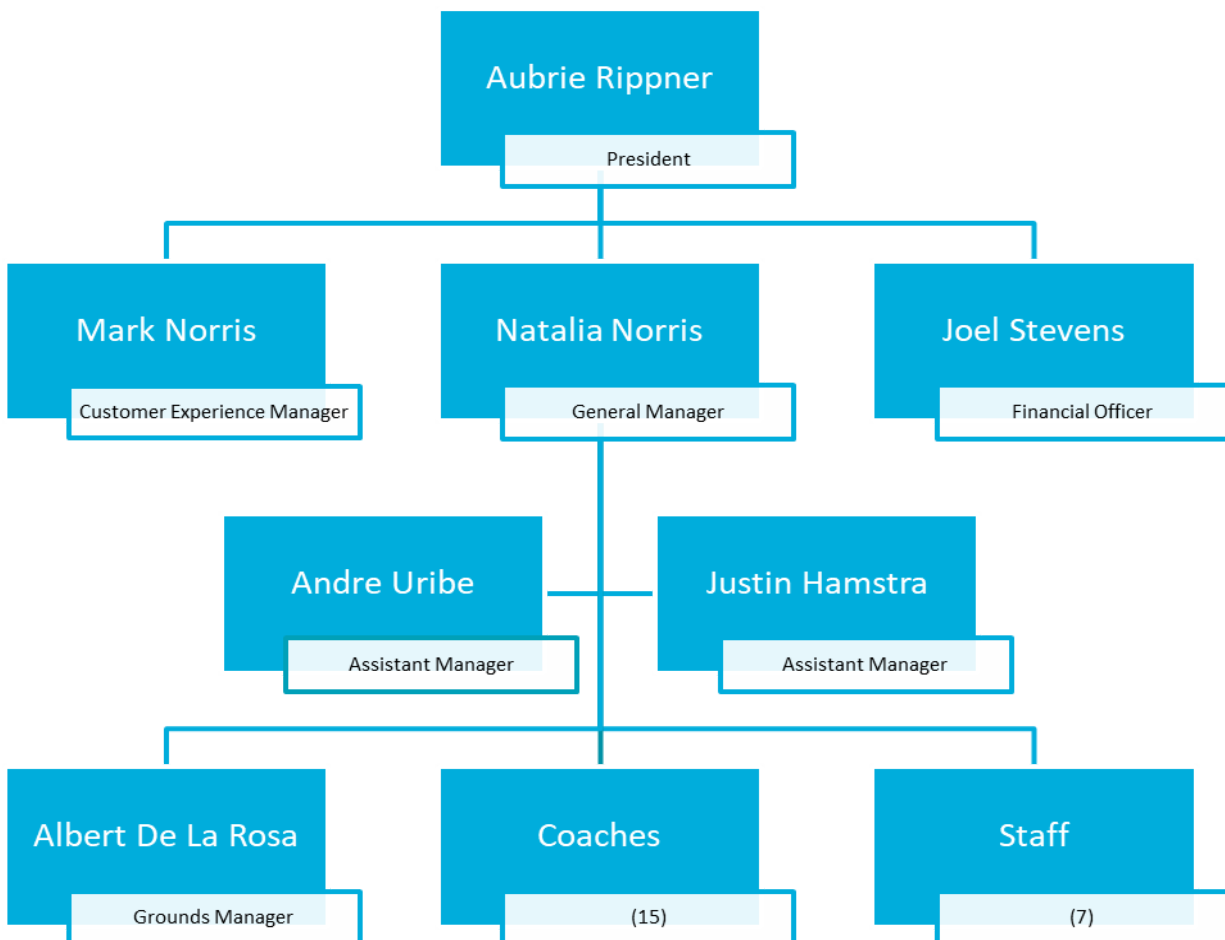 Aubrie Rippner
President
Mark Norris
Customer Experience Manager
Natalia Norris
General Manager
Joel Stevens
Financial Officer
Andre Uribe
Assistant Manager
Justin Hamstra
Assistant Manager
Albert De La Rosa
Grounds Manager
Coaches
(15)
Staff
(7)